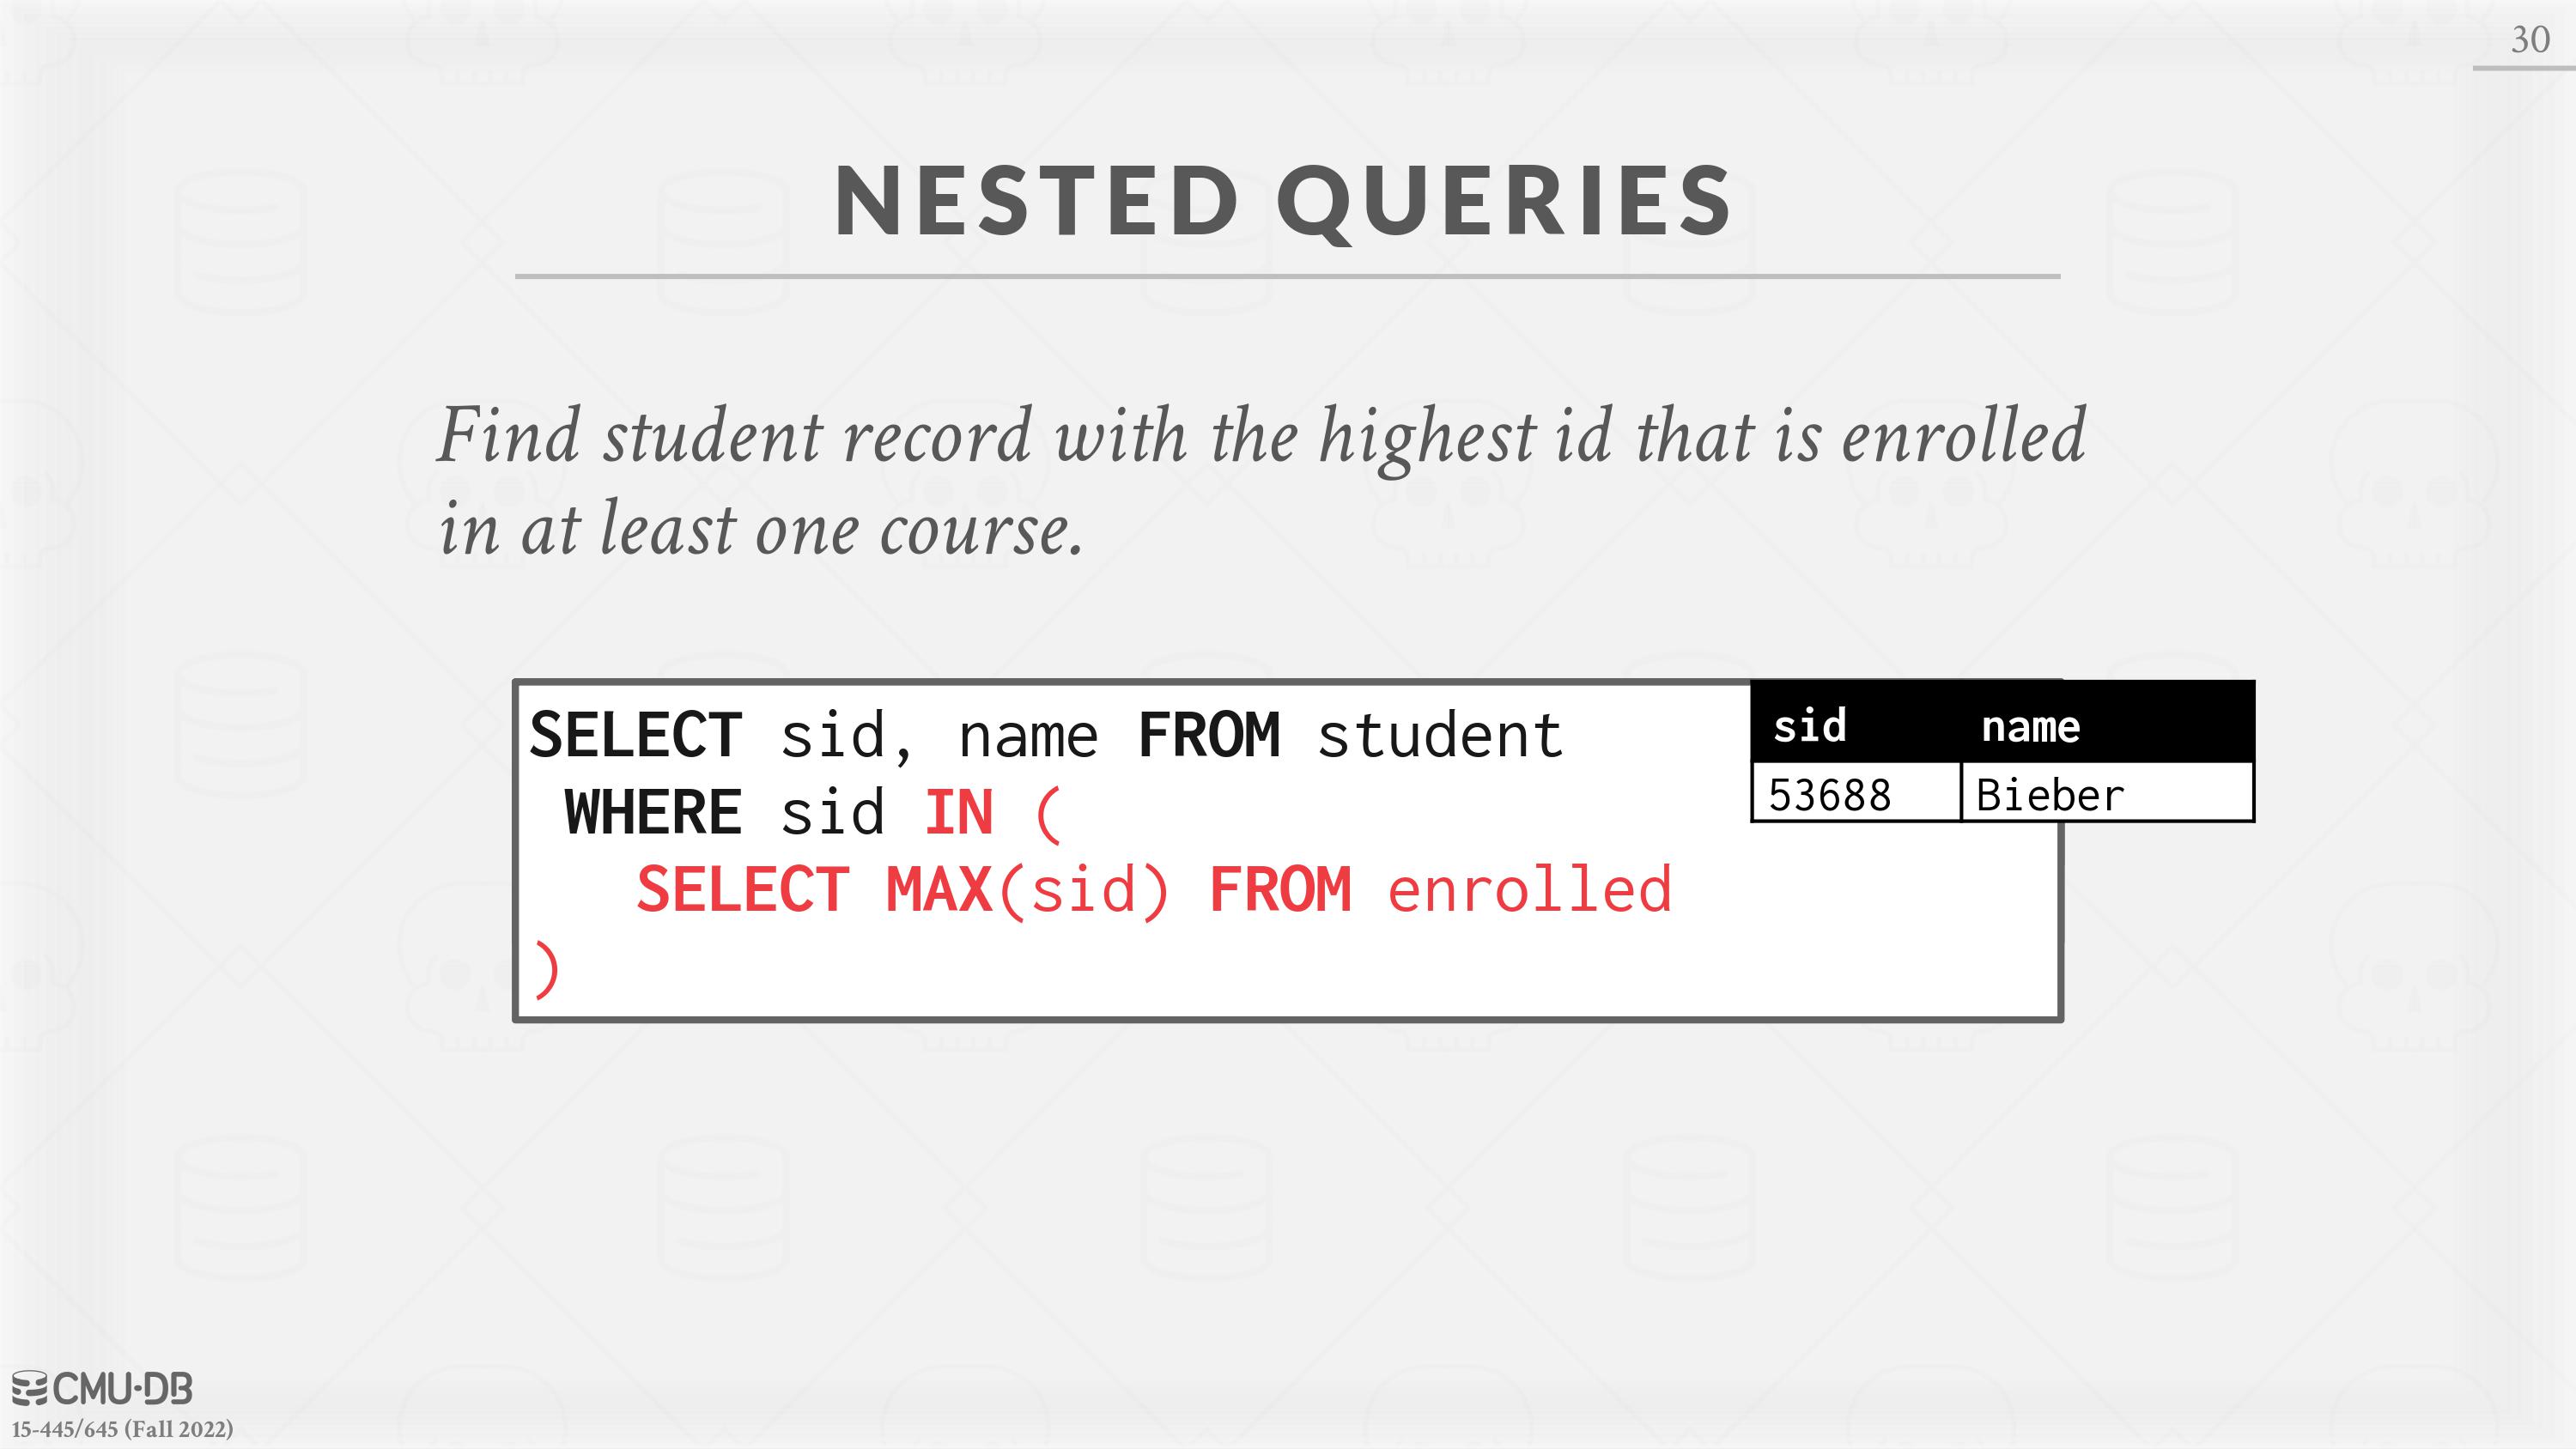 30
NESTED QUERIES
Find student record with the highest id that is enrolled
in at least one course.
SELECT sid, name FROM student
WHERE sid IN (
SELECT MAX(sid) FROM enrolled
)
sid name
53688 Bieber
CMU·DB
15-445/645 (Fall 2022)